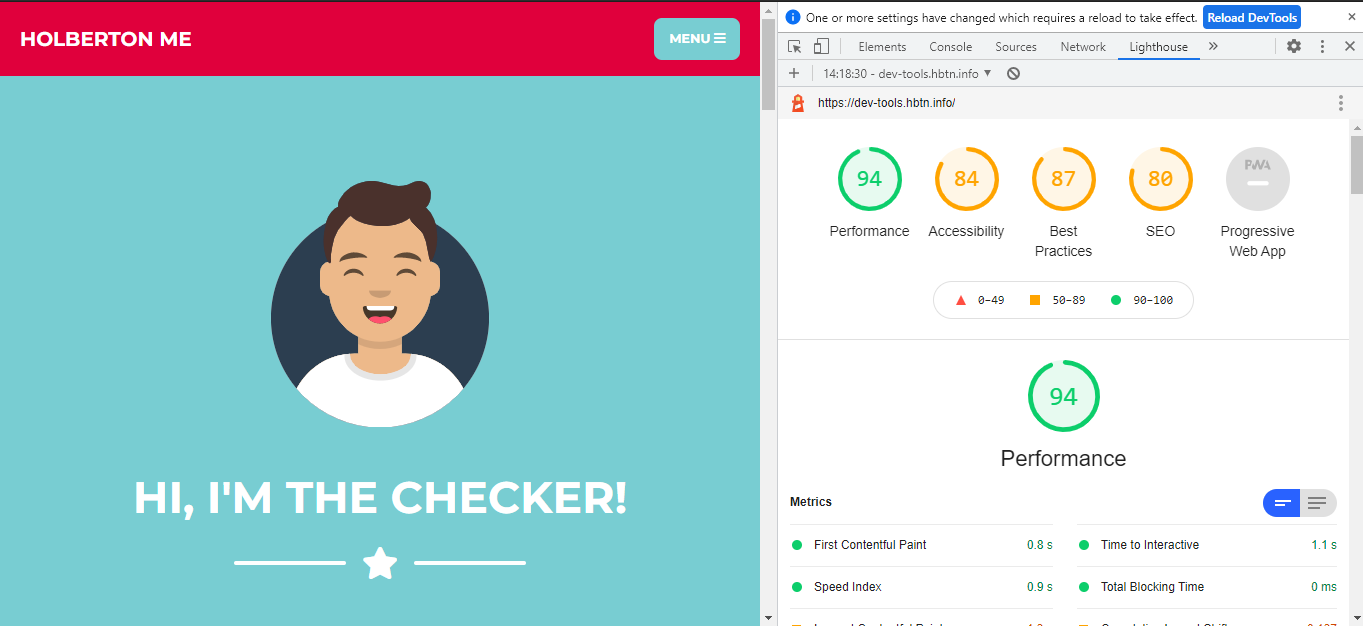 HOLBERTON ME
MENU
HI, I'M THE CHECKER!
One or more settings have changed which requires a reload to take effect.
Reload DevTools
Elements
Console
Sources
Network
Lighthouse
14:18:30 - dev-tools.hbtn.info
https://dev-tools.hbtn.info/
94
Performance
84
Accessibility
87
Best
Practices
80
SEO
PWA
Progressive
Web App
0–49
50–89
90–100
94
Performance
Metrics
First Contentful Paint 0.8 s
Time to Interactive 1.1 s
Speed Index 0.9 s
Total Blocking Time 0 ms